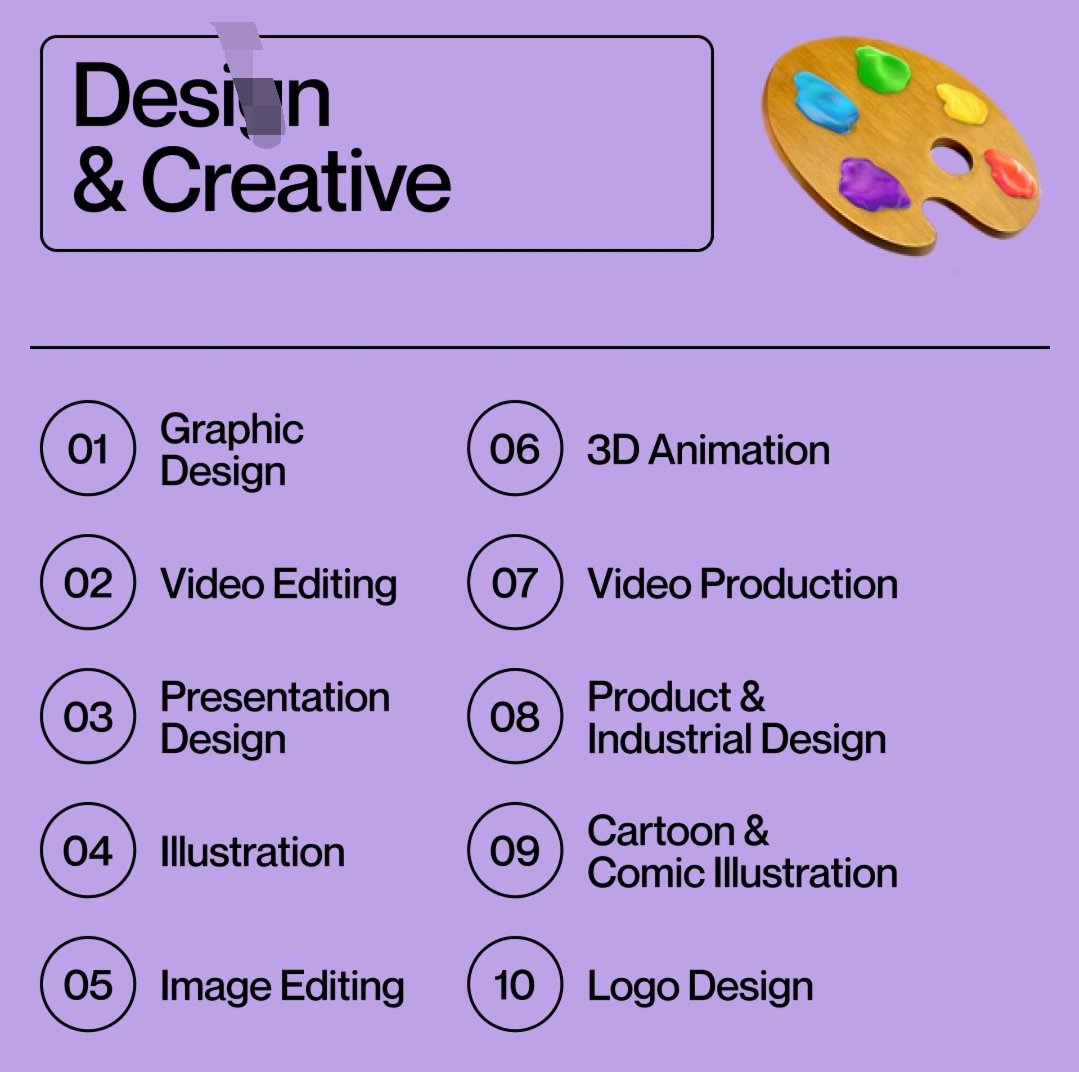 Design
& Creative
01
Graphic
Design
02
Video Editing
03
Presentation
Design
04
Illustration
05
Image Editing
06
3D Animation
07
Video Production
08
Product &
Industrial Design
09
Cartoon &
Comic Illustration
10
Logo Design